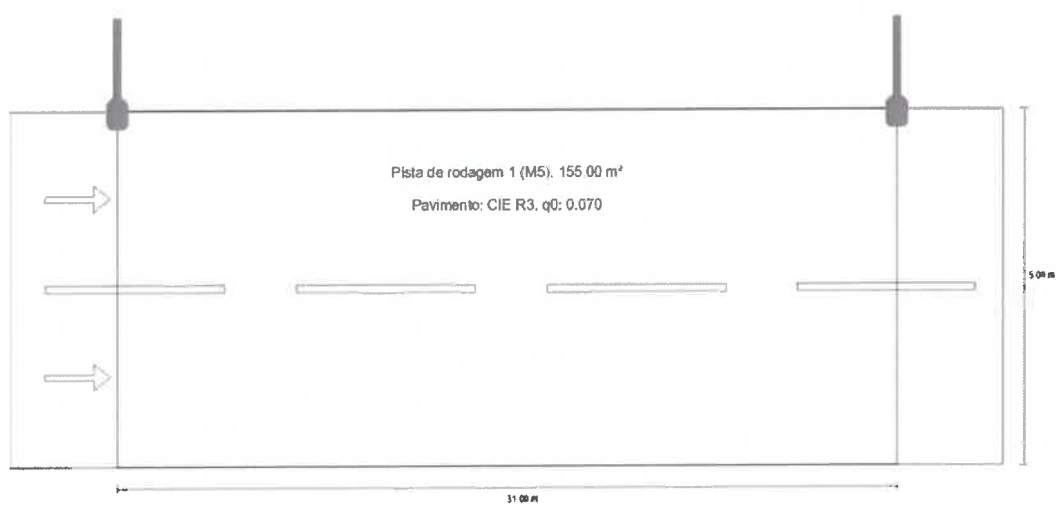 Pista de rodagem 1 (M5), 155.00 m²
Pavimento: CIE R3, q0: 0.070
5.00 m
31.00 m